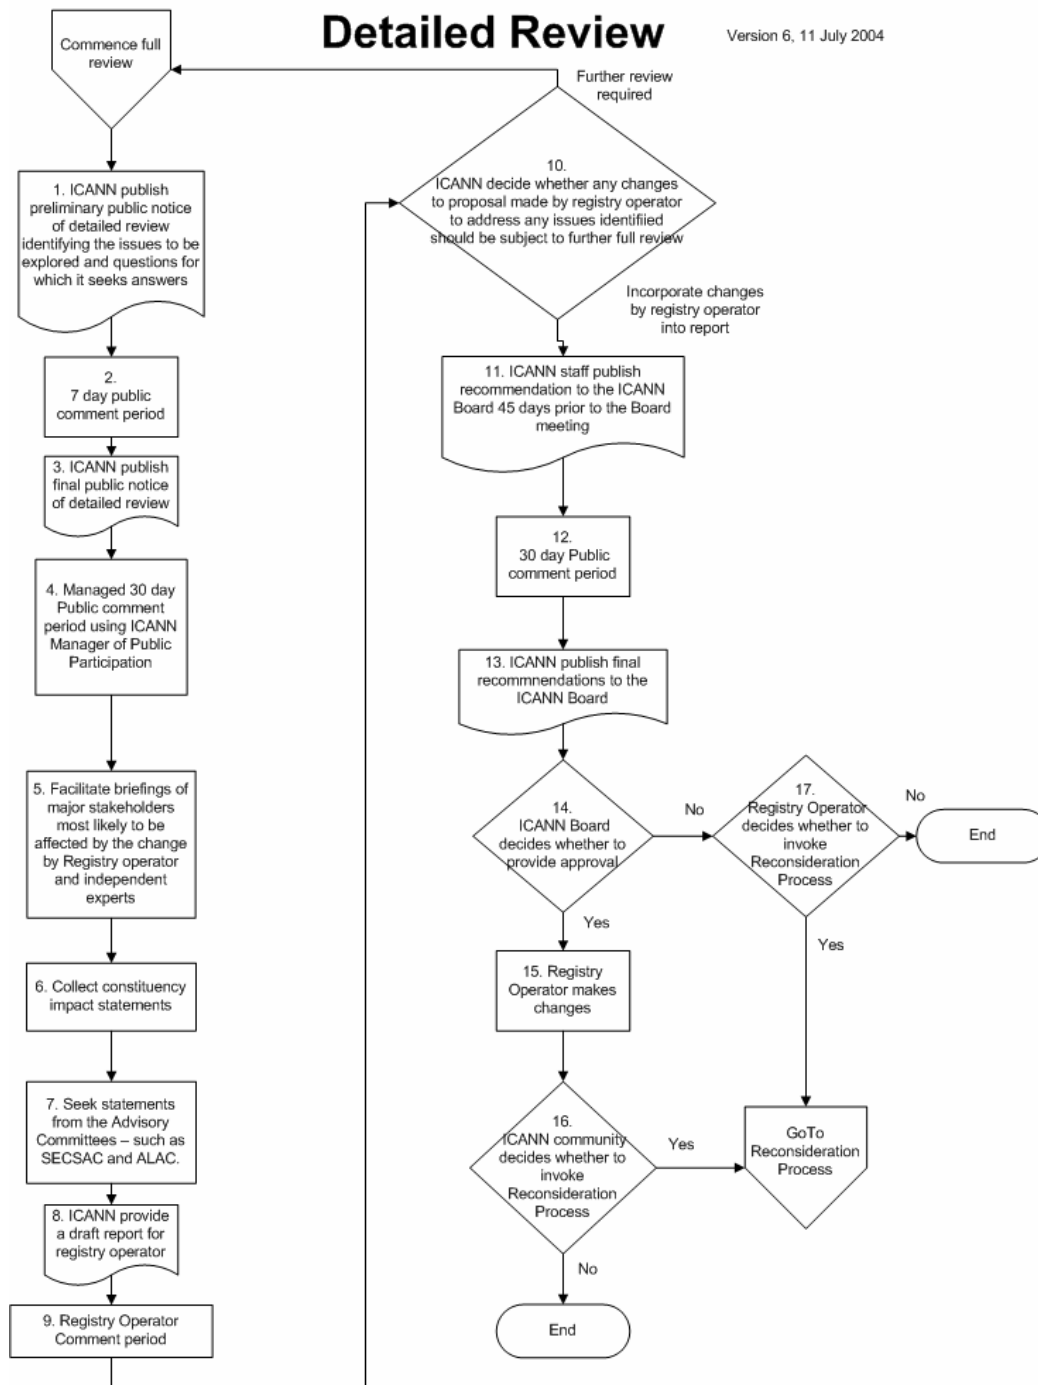 Detailed Review
Version 6, 11 July 2004
Commence full
review
1. ICANN publish
preliminary public notice
of detailed review
identifying the issues to be
explored and questions for
which it seeks answers
2.
7 day public
comment period
3. ICANN publish
final public notice
of detailed review
4. Managed 30 day
Public comment
period using ICANN
Manager of Public
Participation
5. Facilitate briefings of
major stakeholders
most likely to be
affected by the change
by Registry operator
and independent
experts
6. Collect constituency
impact statements
7. Seek statements
from the Advisory
Committees – such as
SECSAC and ALAC.
8. ICANN provide
a draft report for
registry operator
9. Registry Operator
Comment period
Further review
required
10.
ICANN decide whether any changes
to proposal made by registry operator
to address any issues identifiied
should be subject to further full review
Incorporate changes
by registry operator
into report
11. ICANN staff publish
recommendation to the ICANN
Board 45 days prior to the Board
meeting
12.
30 day Public
comment period
13. ICANN publish final
recommnendations to the
ICANN Board
14.
ICANN Board
decides whether to
provide approval
No
17.
Registry Operator
decides whether to
invoke
Reconsideration
Process
No
End
Yes
Yes
15. Registry
Operator makes
changes
16.
ICANN community
decides whether to
invoke
Reconsideration
Process
Yes
GoTo
Reconsideration
Process
No
End